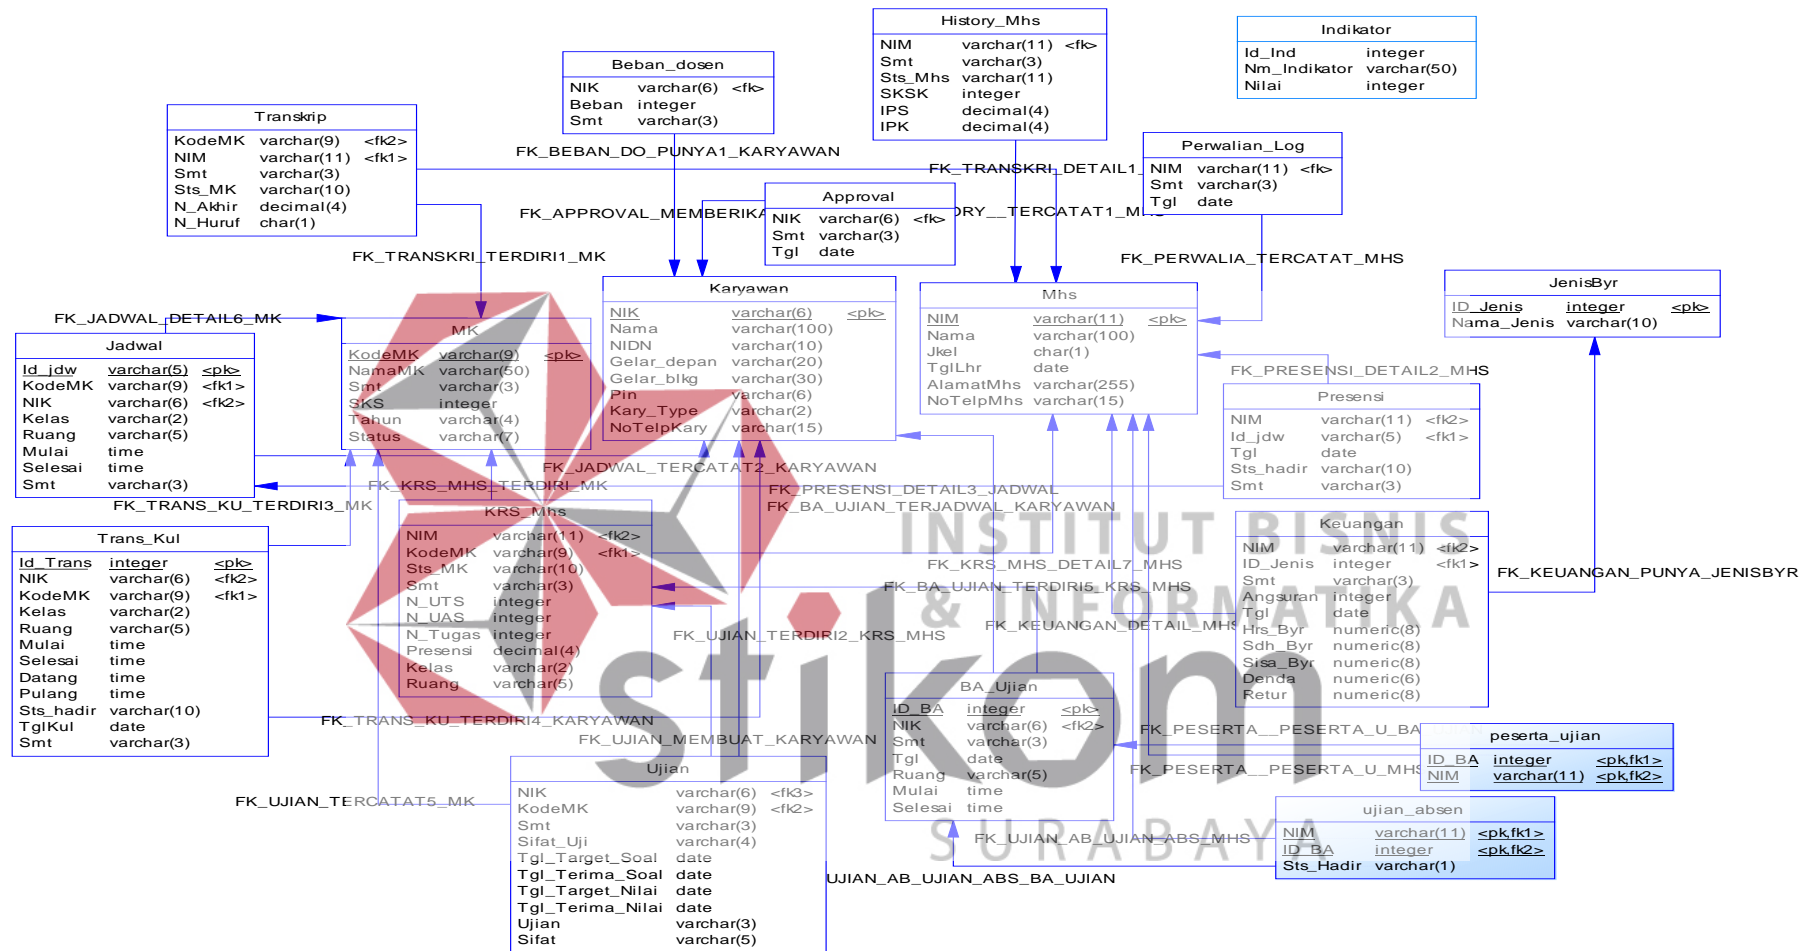 History_Mhs
NIM varchar(11) <fk>
Smt varchar(3)
Sts_Mhs varchar(11)
SKSK integer
IPS decimal(4)
IPK decimal(4)
Indikator
Id_Ind integer
Nm_Indikator varchar(50)
Nilai integer
Beban_dosen
NIK varchar(6) <fk>
Beban integer
Smt varchar(3)
Transkrip
KodeMK varchar(9) <fk2>
NIM varchar(11) <fk1>
Smt varchar(3)
Sts_MK varchar(10)
N_Akhir decimal(4)
N_Huruf char(1)
Perwalian_Log
NIM varchar(11) <fk>
Smt varchar(3)
Tgl date
FK_BEBAN_DO_PUNYA1_KARYAWAN
FK_TRANSKRI_DETAIL1_
Approval
NIK varchar(6) <fk>
Smt varchar(3)
Tgl date
FK_APPROVAL_MEMBERIKA
ORY__TERCATAT1_MHS
FK_TRANSKRI_TERDIRI1_MK
FK_PERWALIA_TERCATAT_MHS
JenisByr
ID_Jenis integer <pk>
Nama_Jenis varchar(10)
Karyawan
NIK varchar(6) <pk>
Nama varchar(100)
NIDN varchar(10)
Gelar_depan varchar(20)
Gelar_blkg varchar(30)
Pin varchar(6)
Kary_Type varchar(2)
NoTelpKary varchar(15)
Mhs
NIM varchar(11) <pk>
Nama varchar(100)
Jkel char(1)
TglLhr date
AlamatMhs varchar(255)
NoTelpMhs varchar(15)
FK_JADWAL_DETAIL6_MK
MK
KodeMK varchar(9) <pk>
NamaMK varchar(50)
Smt varchar(3)
SKS integer
Tahun varchar(4)
Status varchar(7)
Jadwal
Id_jdw varchar(5) <pk>
KodeMK varchar(9) <fk1>
NIK varchar(6) <fk2>
Kelas varchar(2)
Ruang varchar(5)
Mulai time
Selesai time
Smt varchar(3)
FK_PRESENSI_DETAIL2_MHS
Presensi
NIM varchar(11) <fk2>
Id_jdw varchar(5) <fk1>
Tgl date
Sts_hadir varchar(10)
Smt varchar(3)
FK_JADWAL_TERCATAT2_KARYAWAN
FK_KRS_MHS_TERDIRI_MK
FK_PRESENSI_DETAIL3_JADWAL
FK_TRANS_KU_TERDIRI3_MK
FK_BA_UJIAN_TERJADWAL_KARYAWAN
KRS_Mhs
NIM varchar(11) <fk2>
KodeMK varchar(9) <fk1>
Sts_MK varchar(10)
Smt varchar(3)
N_UTS integer
N_UAS integer
N_Tugas integer
Presensi decimal(4)
Kelas varchar(2)
Ruang varchar(5)
INSTITUT BISNIS
& INFORMATIKA
stikom
SURABAYA
Keuangan
NIM varchar(11) <fk2>
ID_Jenis integer <fk1>
Smt varchar(3)
Angsuran integer
Tgl date
Hrs_Byr numeric(8)
Sdh_Byr numeric(8)
Sisa_Byr numeric(8)
Denda numeric(6)
Retur numeric(8)
Trans_Kul
Id_Trans integer <pk>
NIK varchar(6) <fk2>
KodeMK varchar(9) <fk1>
Kelas varchar(2)
Ruang varchar(5)
Mulai time
Selesai time
Datang time
Pulang time
Sts_hadir varchar(10)
TglKul date
Smt varchar(3)
FK_KRS_MHS_DETAIL7_MHS
FK_KEUANGAN_PUNYA_JENISBYR
FK_BA_UJIAN_TERDIRI5_KRS_MHS
FK_KEUANGAN_DETAIL_MHS
FK_UJIAN_TERDIRI2_KRS_MHS
BA_Ujian
ID_BA integer <pk>
NIK varchar(6) <fk2>
Smt varchar(3)
Tgl date
Ruang varchar(5)
Mulai time
Selesai time
FK_TRANS_KU_TERDIRI4_KARYAWAN
FK_UJIAN_MEMBUAT_KARYAWAN
FK_PESERTA__PESERTA_U_BA_UJIAN
peserta_ujian
ID_BA integer <pk,fk1>
NIM varchar(11) <pk,fk2>
FK_PESERTA__PESERTA_U_MHS
Ujian
NIK varchar(6) <fk3>
KodeMK varchar(9) <fk2>
Smt varchar(3)
Sifat_Uji varchar(4)
Tgl_Target_Soal date
Tgl_Terima_Soal date
Tgl_Target_Nilai date
Tgl_Terima_Nilai date
Ujian varchar(3)
Sifat varchar(5)
FK_UJIAN_TERCATAT5_MK
ujian_absen
NIM varchar(11) <pk,fk1>
ID_BA integer <pk,fk2>
Sts_Hadir varchar(1)
FK_UJIAN_AB_UJIAN_ABS_MHS
UJIAN_AB_UJIAN_ABS_BA_UJIAN